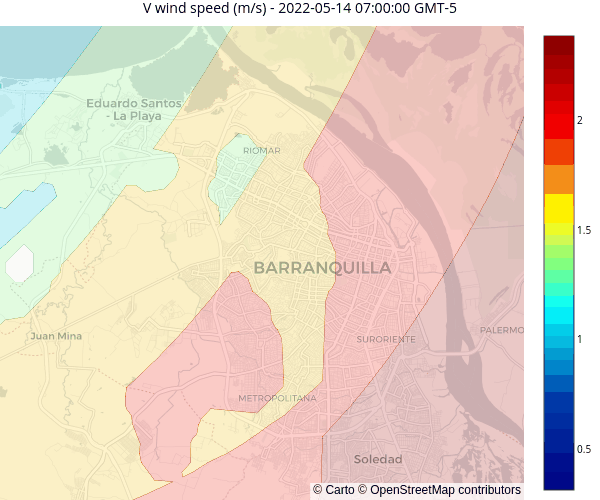 V wind speed (m/s) - 2022-05-14 07:00:00 GMT-5
Eduardo Santos
- La Playa
RIOMAR
BARRANQUILLA
Juan Mina
SURORIENTE
PALERMO
METROPOLITANA
Soledad
© Carto © OpenStreetMap contributors
2
1.5
1
0.5